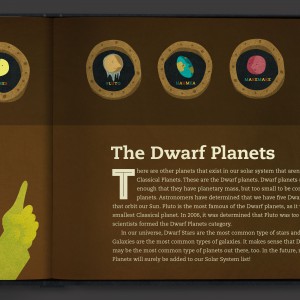 PLUTO
HAUMEA
MAKEMAKE
The Dwarf Planets
There are other planets that exist in our solar system that aren
Classical Planets. These are the Dwarf planets. Dwarf planets
enough that they have planetary mass, but too small to be
planets. Astronomers have determined that we have five Dwar
that orbit our Sun. Pluto is the most famous of the Dwarf planets, as it
smallest Classical planet. In 2006, it was determined that Pluto was too
scientists formed the Dwarf Planets category.
In our universe, Dwarf Stars are the most common type of stars and
Galaxies are the most common types of galaxies. It makes sense that D
may be the most common type of planets out there, too. In the future,
Planets will surely be added to our Solar System list!